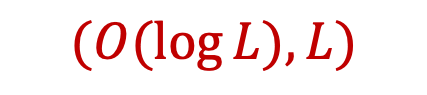 (𝑂(log 𝐿), 𝐿)